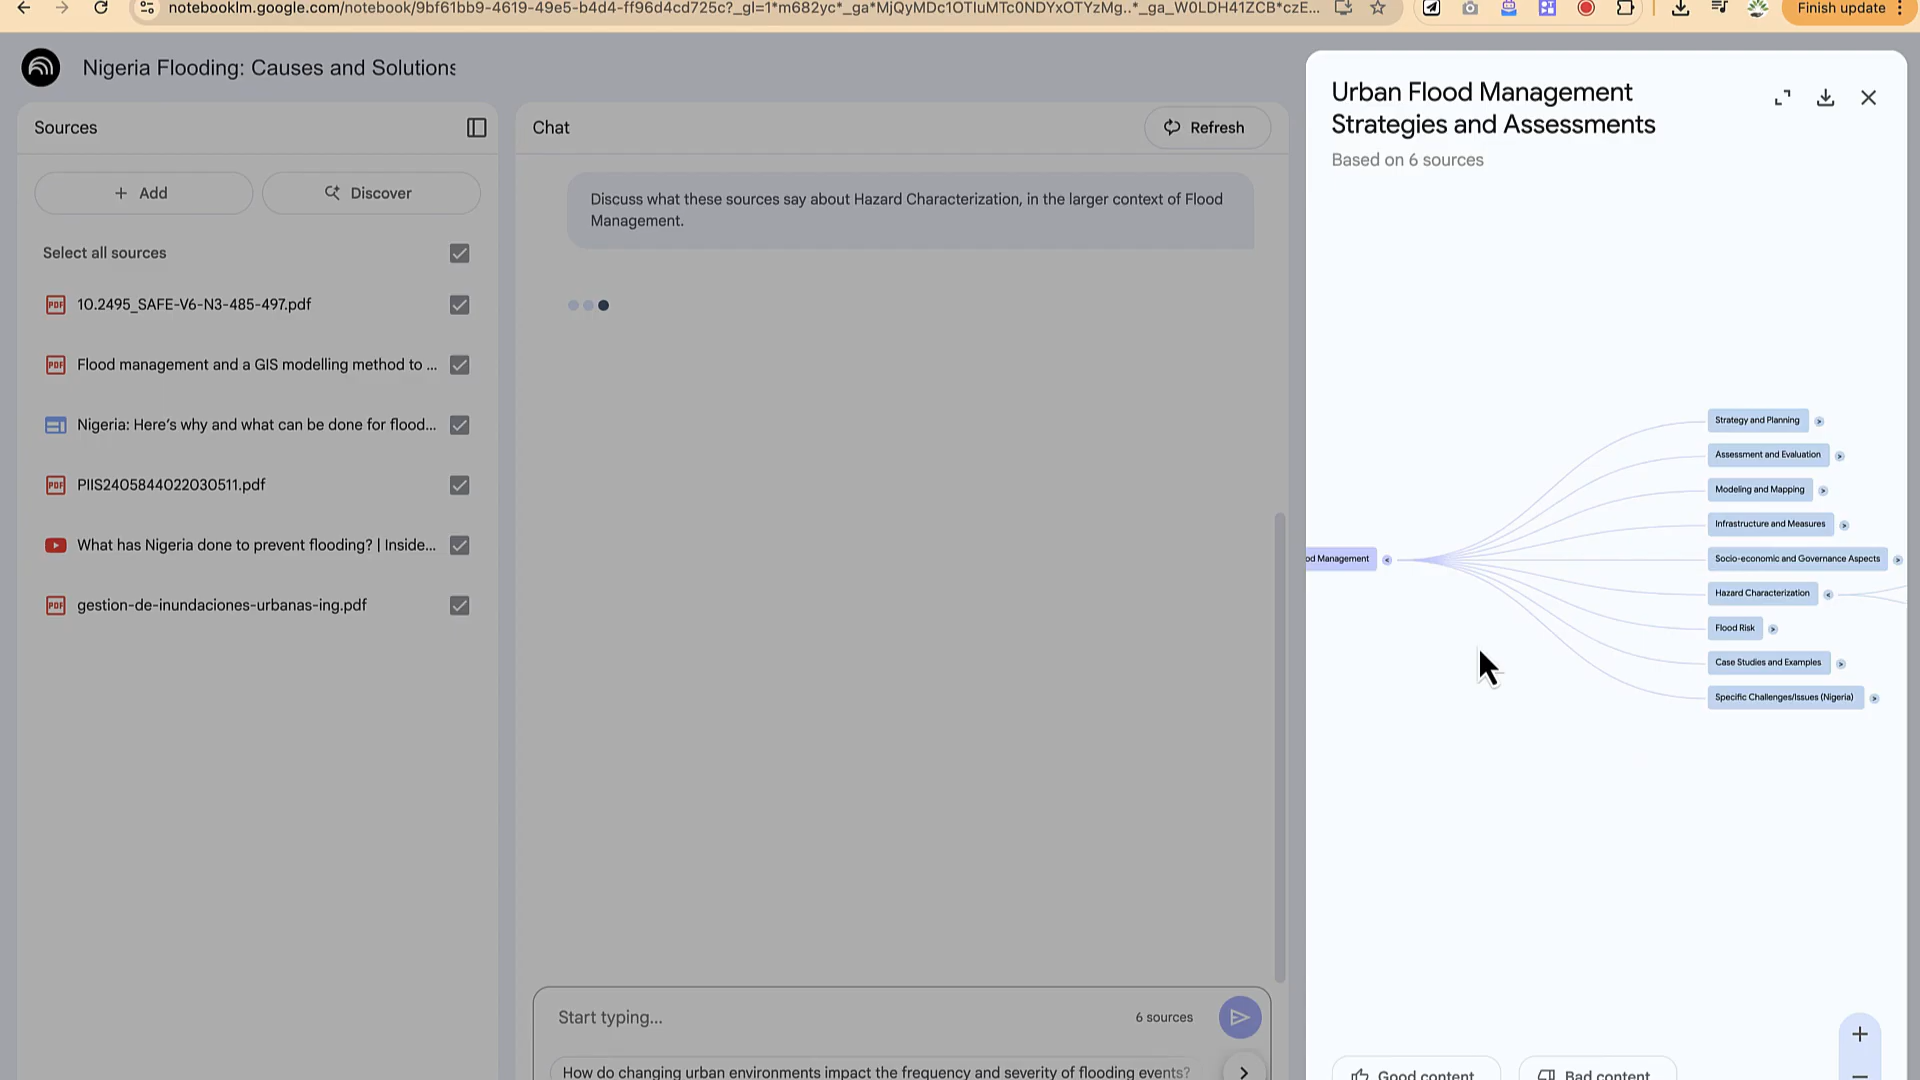 notebooklm.google.com/notebook/9bf61bb9-4619-49e5-b4d4-ff96d4cd725c?_gl=1*m682yc*_ga*MjQyMDc1OTIuMTc0NDYxOTYzMg..*_ga_W0LDH41ZCB*czE...
Finish update
Nigeria Flooding: Causes and Solutions
Sources
Add
Discover
Select all sources
10.2495_SAFE-V6-N3-485-497.pdf
Flood management and a GIS modelling method to ...
Nigeria: Here's why and what can be done for flood...
PIIS2405844022030511.pdf
What has Nigeria done to prevent flooding? | Inside...
gestion-de-inundaciones-urbanas-ing.pdf
Chat
Refresh
Discuss what these sources say about Hazard Characterization, in the larger context of Flood
Management.
Start typing...
6 sources
How do changing urban environments impact the frequency and severity of flooding events?
Urban Flood Management
Strategies and Assessments
Based on 6 sources
od Management
Strategy and Planning
Assessment and Evaluation
Modeling and Mapping
Infrastructure and Measures
Socio-economic and Governance Aspects
Hazard Characterization
Flood Risk
Case Studies and Examples
Specific Challenges/Issues (Nigeria)
Good content
Bad content